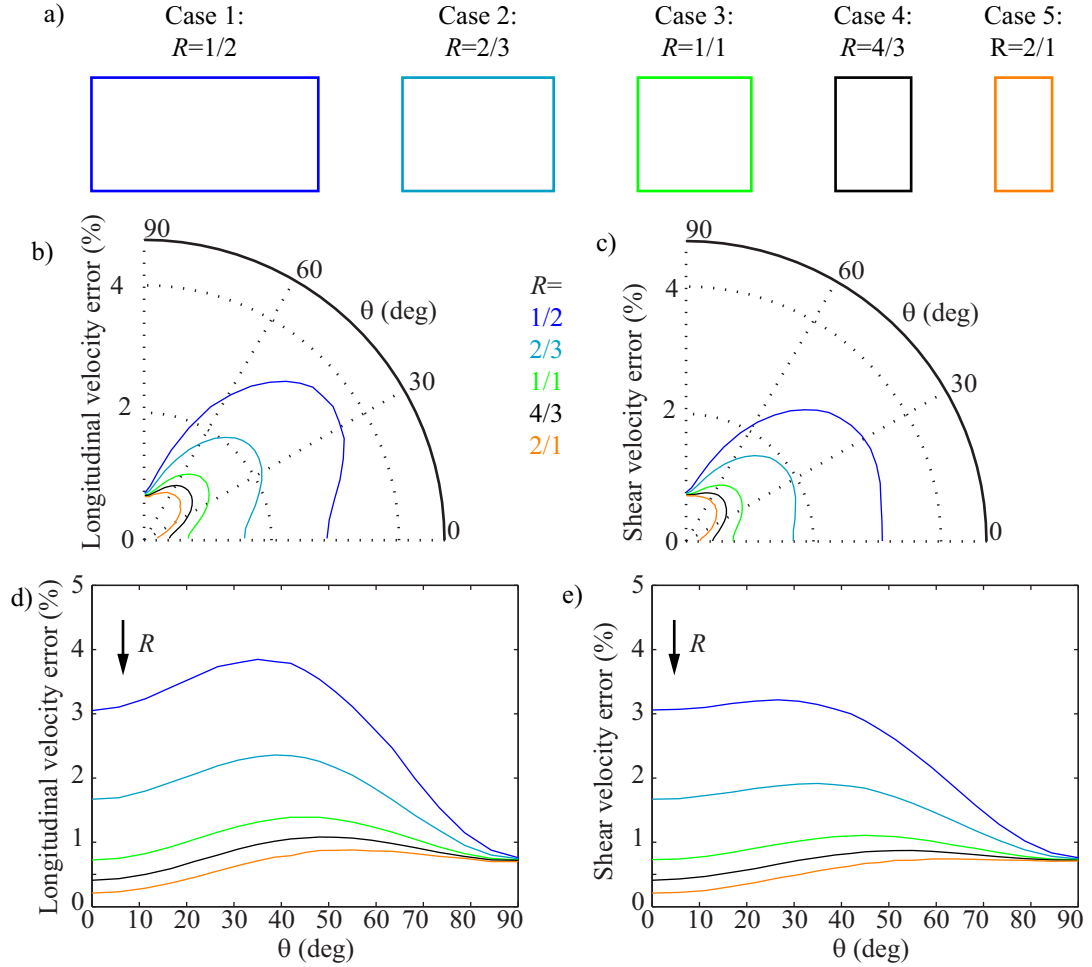 a)
Case 1:
R=1/2
Case 2:
R=2/3
Case 3:
R=1/1
Case 4:
R=4/3
Case 5:
R=2/1
b)
Longitudinal velocity error (%)
90
60
θ (deg)
30
0
4
2
0
R=
1/2
2/3
1/1
4/3
2/1
c)
Shear velocity error (%)
90
60
θ (deg)
30
0
4
2
0
d)
Longitudinal velocity error (%)
5
4
3
2
1
0
R
0 10 20 30 40 50 60 70 80 90
θ (deg)
e)
Shear velocity error (%)
5
4
3
2
1
0
R
0 10 20 30 40 50 60 70 80 90
θ (deg)